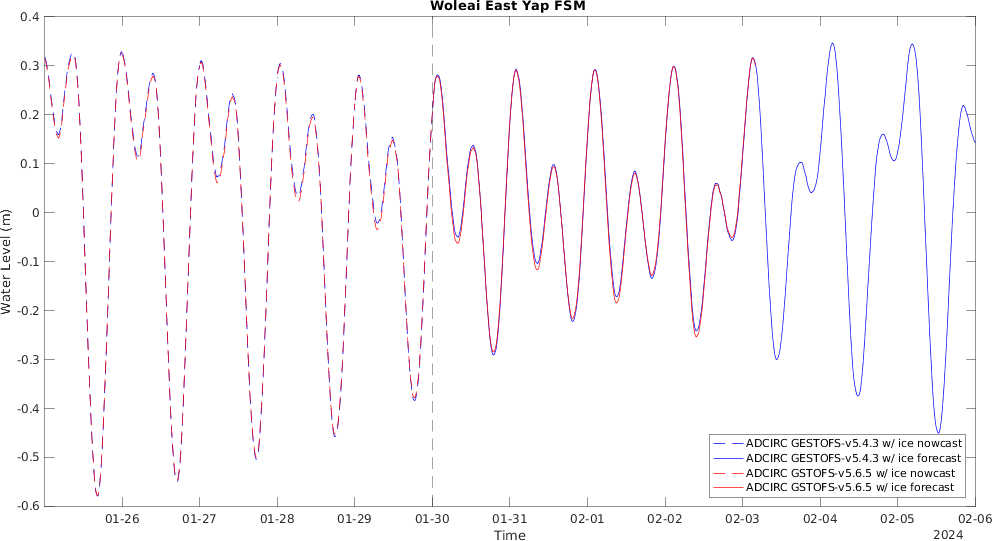 Woleai East Yap FSM
0.4
0.3
0.2
0.1
0
-0.1
-0.2
-0.3
-0.4
-0.5
-0.6
Water Level (m)
ADCIRC GESTOFS-v5.4.3 w/ ice nowcast
ADCIRC GESTOFS-v5.4.3 w/ ice forecast
ADCIRC GSTOFS-v5.6.5 w/ ice nowcast
ADCIRC GSTOFS-v5.6.5 w/ ice forecast
01-26 01-27 01-28 01-29 01-30 01-31 02-01 02-02 02-03 02-04 02-05 02-06
Time
2024